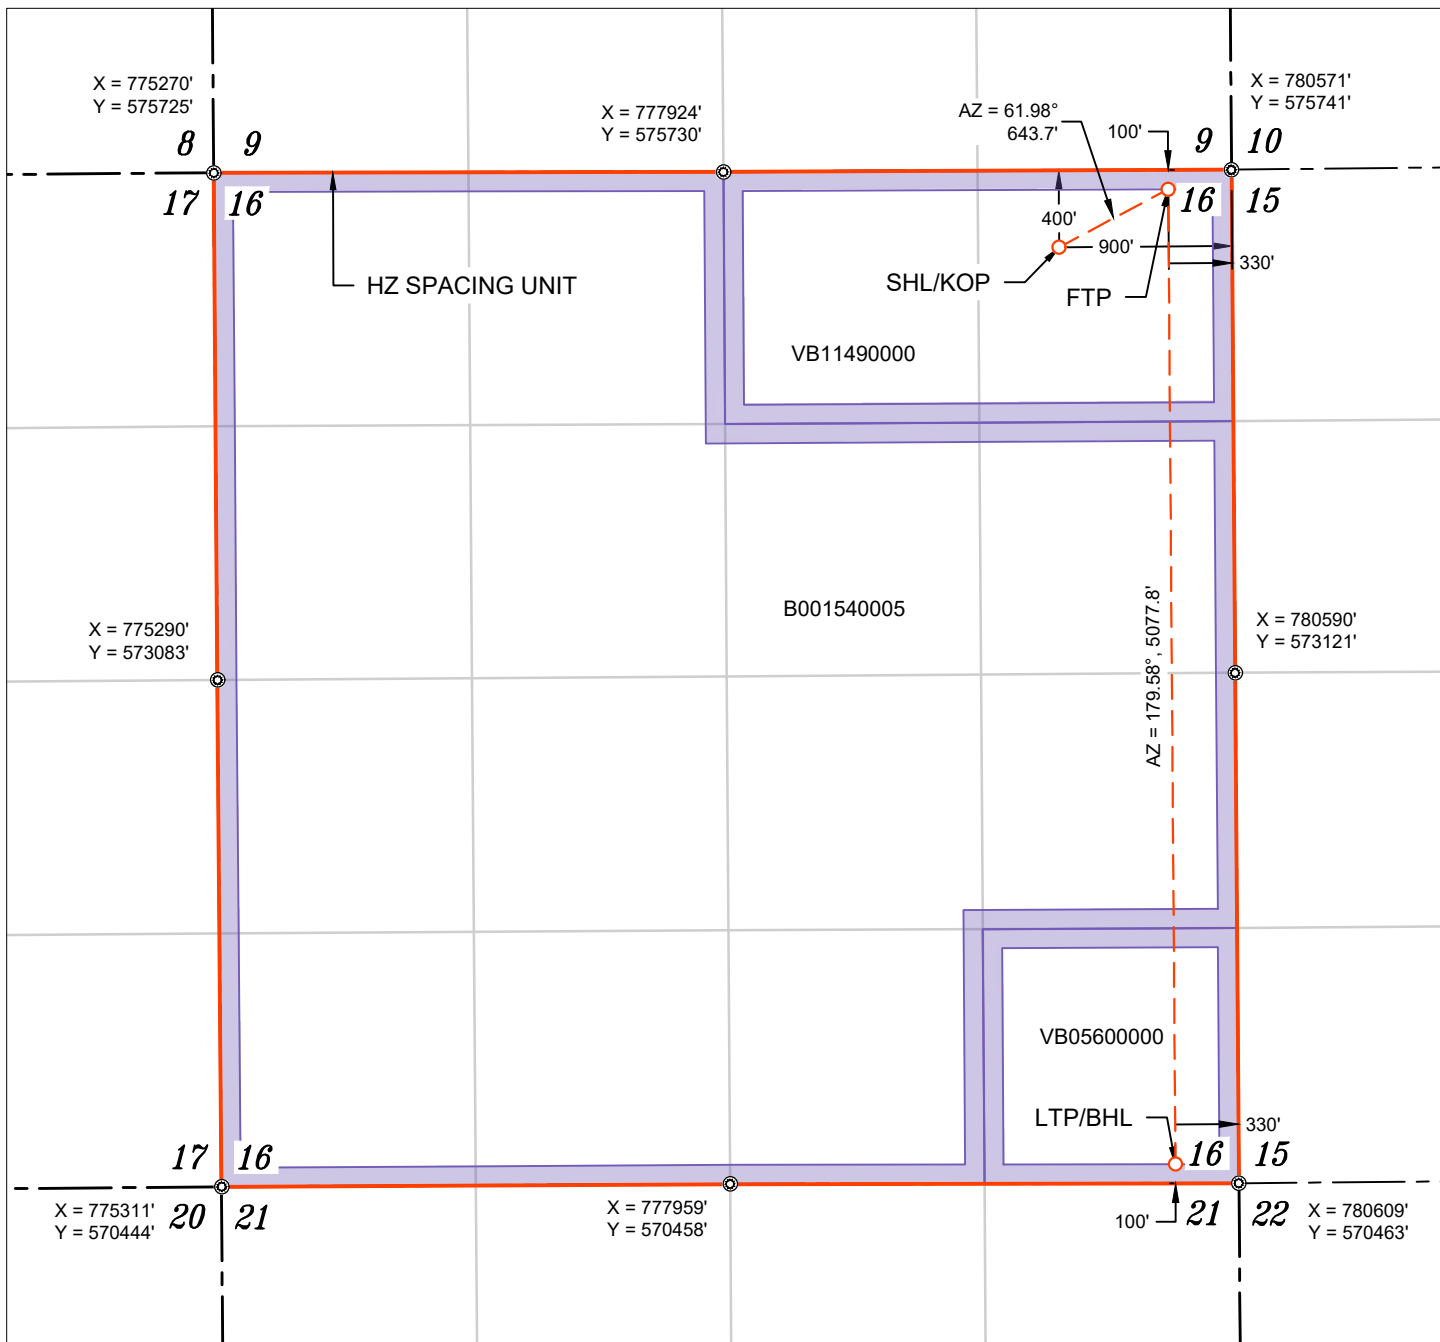 X = 775270'
Y = 575725'
X = 777924'
Y = 575730'
AZ = 61.98°
643.7'
100'
X = 780571'
Y = 575741'
8 9
9 10
17 16
16 15
400'
900'
330'
HZ SPACING UNIT
SHL/KOP
FTP
VB11490000
B001540005
X = 775290'
Y = 573083'
X = 780590'
Y = 573121'
AZ = 179.58°, 5077.8'
VB05600000
LTP/BHL
330'
17 16
16 15
X = 775311'
Y = 570444'
20 21
X = 777959'
Y = 570458'
100'
21 22
X = 780609'
Y = 570463'